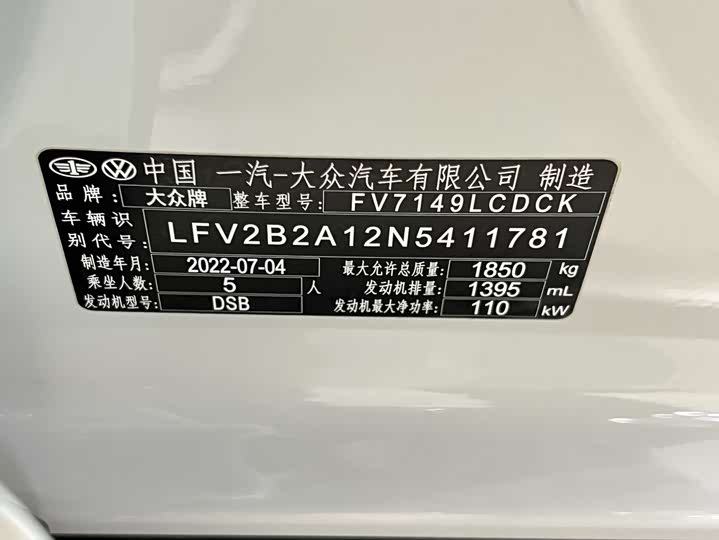 中国 一汽-大众汽车有限公司 制造
品牌: 大众牌 整车型号: FV7149LCDCK
车辆识别代号: LFV2B2A12N5411781
制造年月: 2022-07-04 最大允许总质量: 1850 kg
乘坐人数: 5 人 发动机排量: 1395 mL
发动机型号: DSB 发动机最大净功率: 110 kW